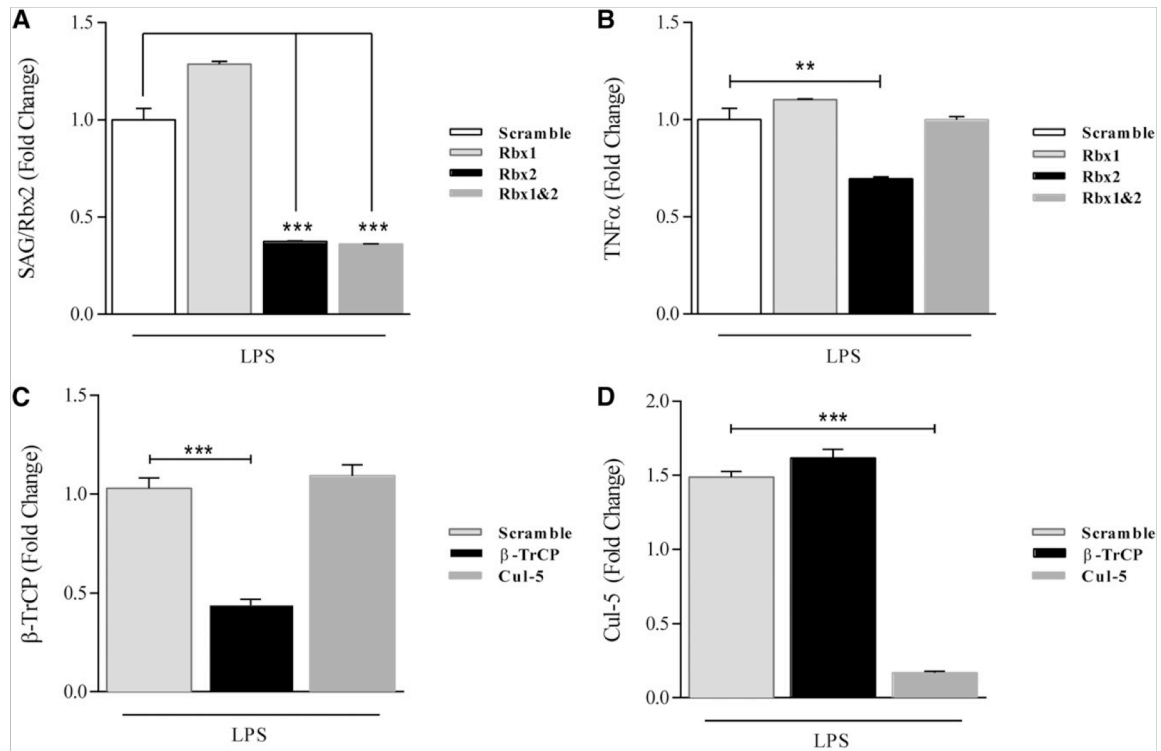 A
SAG/Rbx2 (Fold Change)
1.5
1.0
0.5
0.0
***
***
LPS
Scramble
Rbx1
Rbx2
Rbx1&2
B
TNFα (Fold Change)
1.5
1.0
0.5
0.0
**
LPS
Scramble
Rbx1
Rbx2
Rbx1&2
C
β-TrCP (Fold Change)
1.5
1.0
0.5
0.0
***
LPS
Scramble
β-TrCP
Cul-5
D
Cul-5 (Fold Change)
2.0
1.5
1.0
0.5
0.0
***
LPS
Scramble
β-TrCP
Cul-5